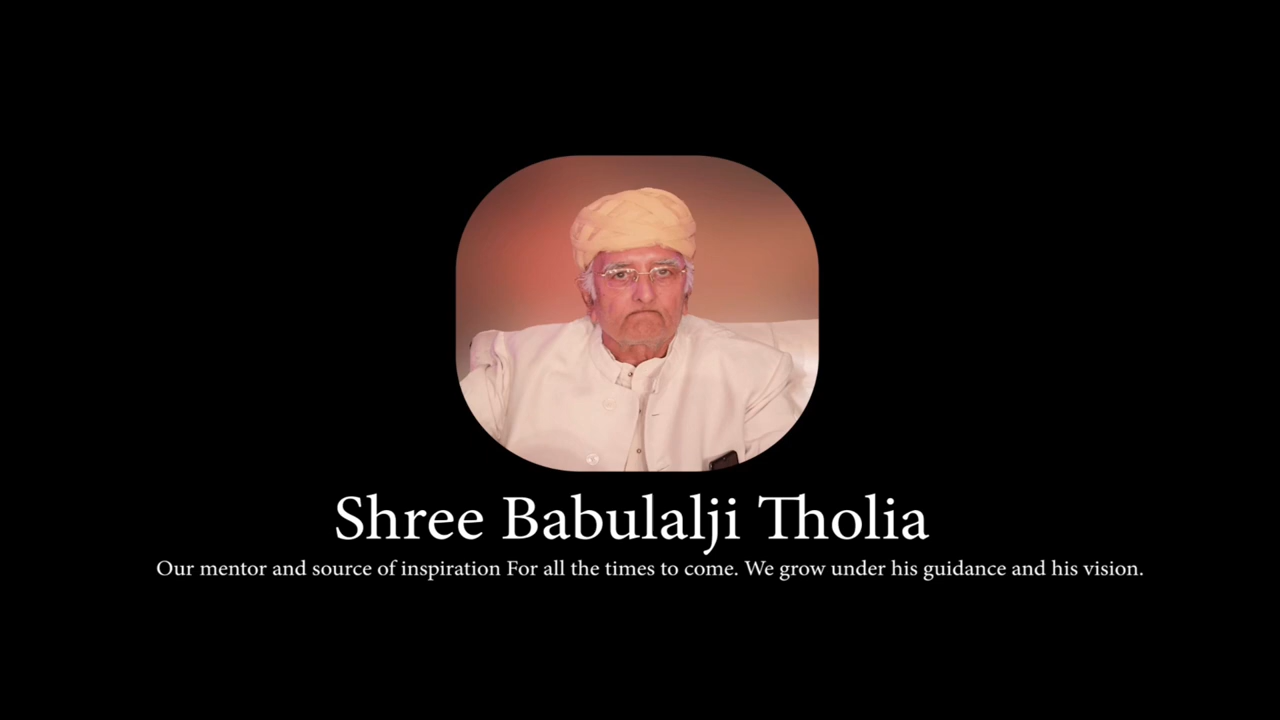 Shree Babulalji Tholia
Our mentor and source of inspiration For all the times to come. We grow under his guidance and his vision.